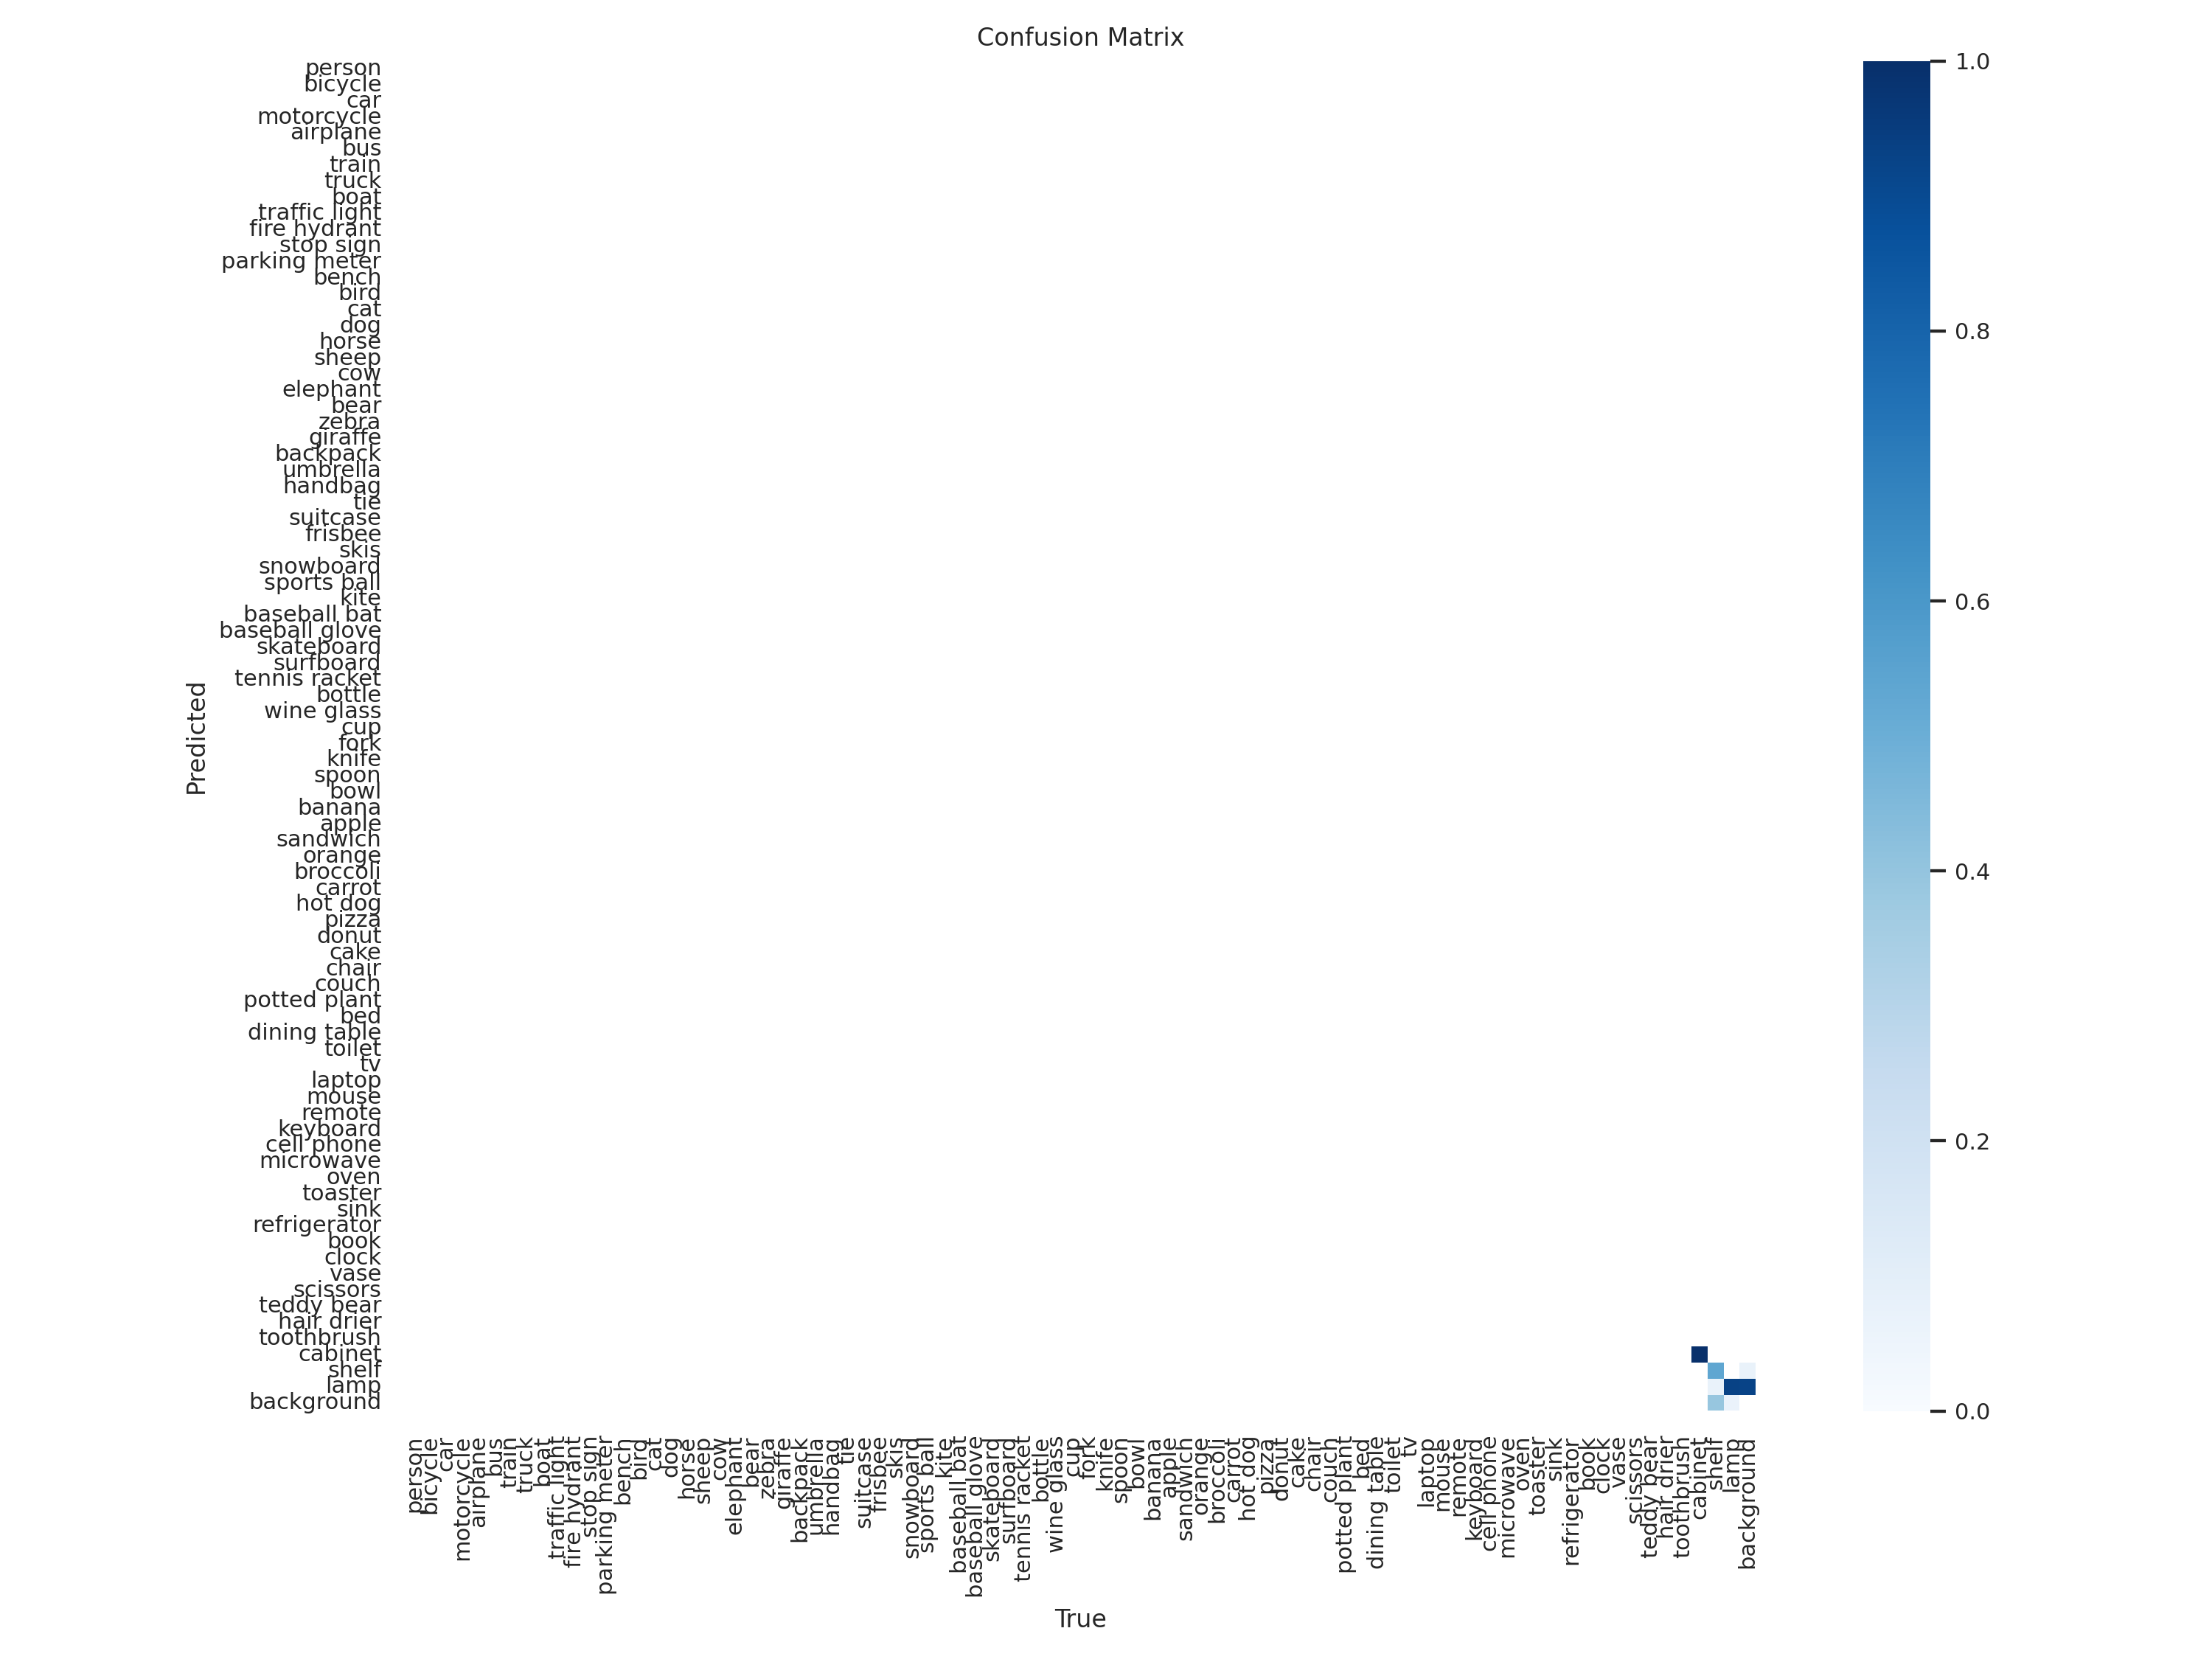 Confusion Matrix
person
bicycle
car
motorcycle
airplane
bus
train
truck
boat
traffic light
fire hydrant
stop sign
parking meter
bench
bird
cat
dog
horse
sheep
cow
elephant
bear
zebra
giraffe
backpack
umbrella
handbag
tie
suitcase
frisbee
skis
snowboard
sports ball
kite
baseball bat
baseball glove
skateboard
surfboard
tennis racket
bottle
wine glass
cup
fork
knife
spoon
bowl
banana
apple
sandwich
orange
broccoli
carrot
hot dog
pizza
donut
cake
chair
couch
potted plant
bed
dining table
toilet
tv
laptop
mouse
remote
keyboard
cell phone
microwave
oven
toaster
sink
refrigerator
book
clock
vase
scissors
teddy bear
hair drier
toothbrush
cabinet
shelf
lamp
background
Predicted
person
bicycle
car
motorcycle
airplane
bus
train
truck
boat
traffic light
fire hydrant
stop sign
parking meter
bench
bird
cat
dog
horse
sheep
cow
elephant
bear
zebra
giraffe
backpack
umbrella
handbag
tie
suitcase
frisbee
skis
snowboard
sports ball
kite
baseball bat
baseball glove
skateboard
surfboard
tennis racket
bottle
wine glass
cup
fork
knife
spoon
bowl
banana
apple
sandwich
orange
broccoli
carrot
hot dog
pizza
donut
cake
chair
couch
potted plant
bed
dining table
toilet
tv
laptop
mouse
remote
keyboard
cell phone
microwave
oven
toaster
sink
refrigerator
book
clock
vase
scissors
teddy bear
hair drier
toothbrush
cabinet
shelf
lamp
background
True
1.0
0.8
0.6
0.4
0.2
0.0